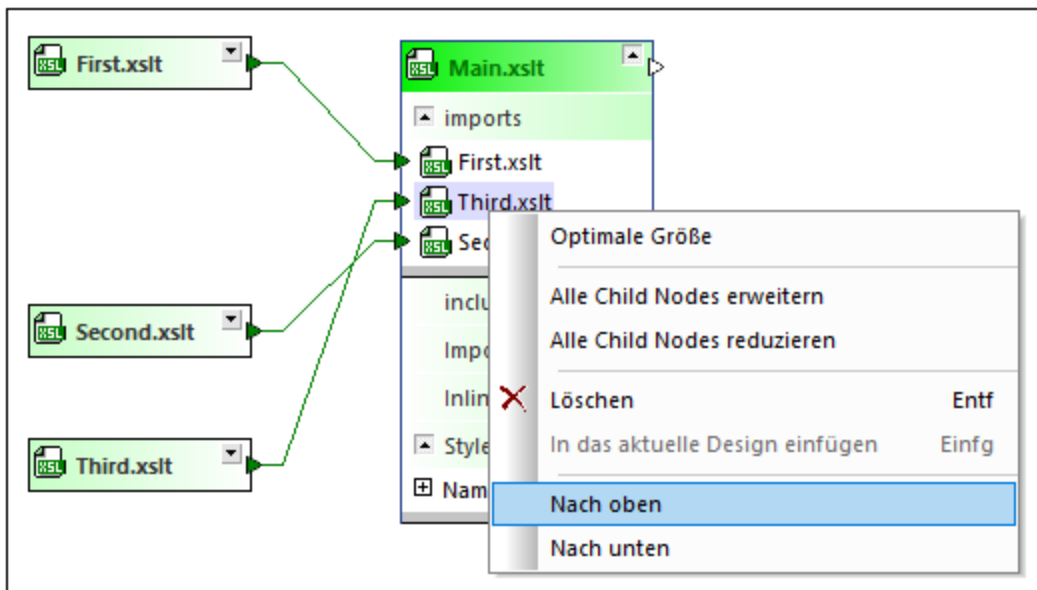 First.xslt
Main.xslt
imports
First.xslt
Third.xslt
Optimale Größe
Alle Child Nodes erweitern
Second.xslt
Alle Child Nodes reduzieren
Löschen Entf
In das aktuelle Design einfügen Einfg
Third.xslt
Nach oben
Nach unten